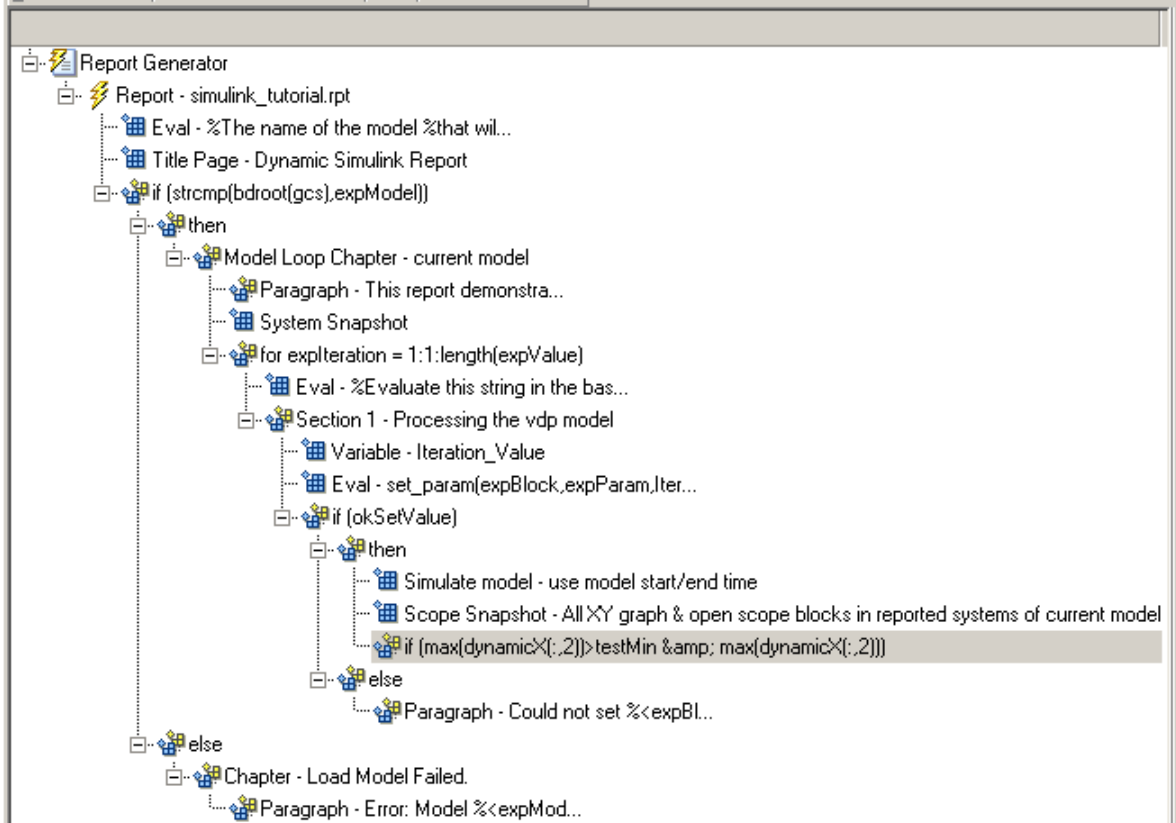 Report Generator
Report - simulink_tutorial.rpt
Eval - %The name of the model %that wil...
Title Page - Dynamic Simulink Report
if (strcmp(bdroot(gcs),expModel))
then
Model Loop Chapter - current model
Paragraph - This report demonstra...
System Snapshot
for expIteration = 1:1:length(expValue)
Eval - %Evaluate this string in the bas...
Section 1 - Processing the vdp model
Variable - Iteration_Value
Eval - set_param(expBlock,expParam,Iter...
if (okSetValue)
then
Simulate model - use model start/end time
Scope Snapshot - All XY graph & open scope blocks in reported systems of current model
if (max(dynamicX(:,2))>testMin &amp; max(dynamicX(:,2)))
else
Paragraph - Could not set %<expBl...
else
Chapter - Load Model Failed.
Paragraph - Error: Model %<expMod...